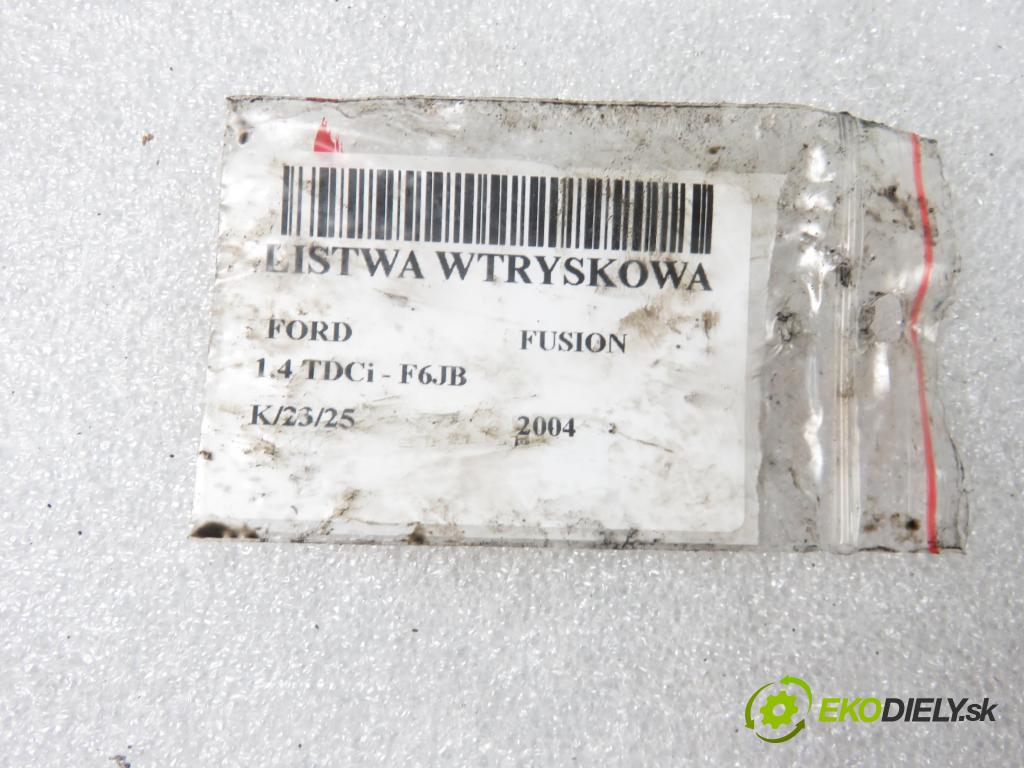 LISTWA WTRYSKOWA
FORD FUSION
1.4 TDCi - F6JB
K/23/25 2004
EKODIELY.sk